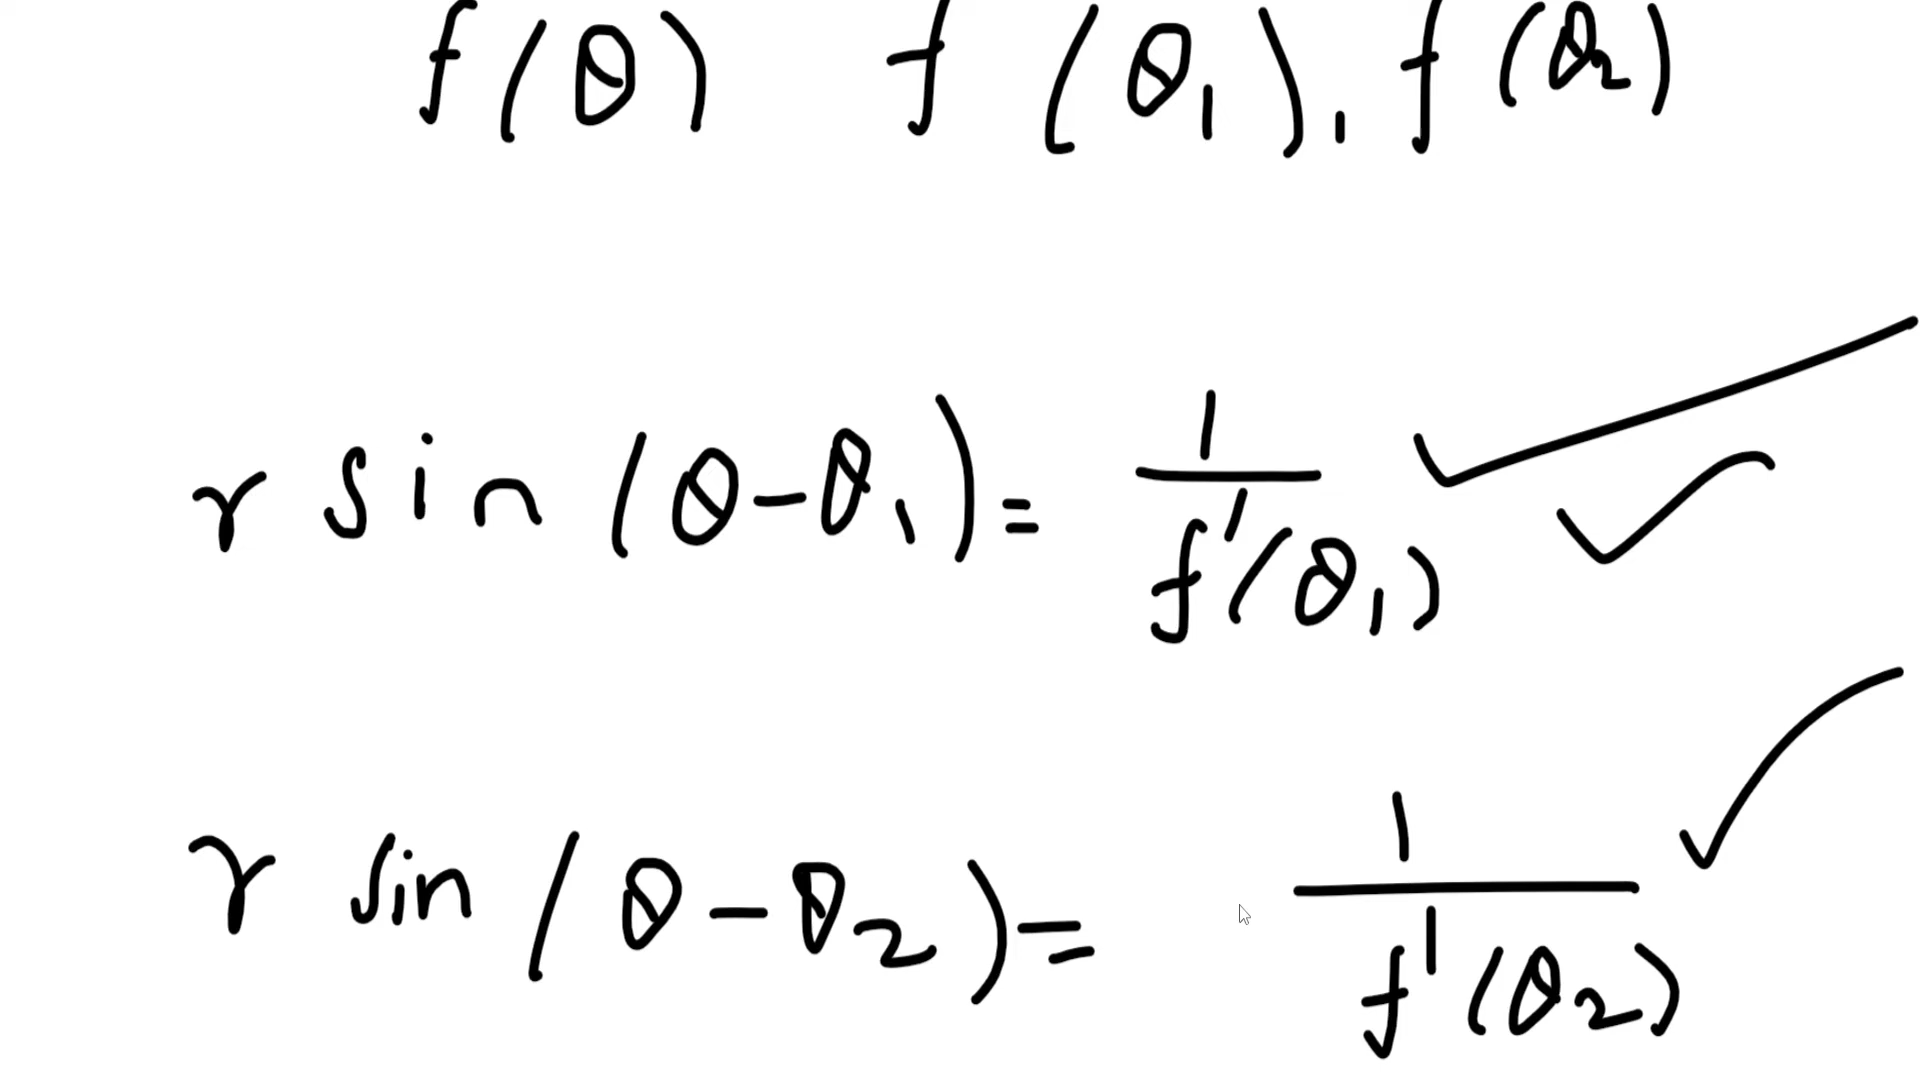 f(θ) f(θ₁), f(θ₂)
r sin(θ-θ₁) = 1/f'(θ₁) ✓ ✓
r sin(θ-θ₂) = 1/f'(θ₂) ✓